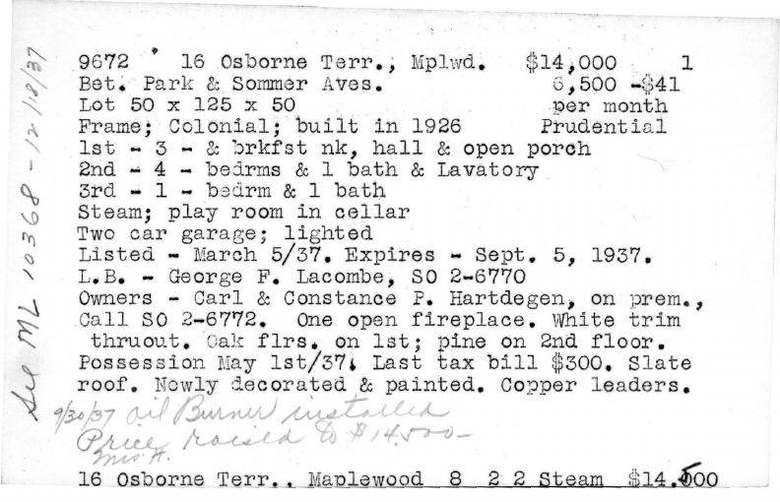 9672 16 Osborne Terr., Mplwd. $14,000 1
Bet. Park & Sommer Aves. 6,500 -$41
Lot 50 x 125 x 50 per month
Frame; Colonial; built in 1926 Prudential
1st - 3 - & brkfst nk, hall & open porch
2nd - 4 - bedrms & 1 bath & Lavatory
3rd - 1 - bedrm & 1 bath
Steam; play room in cellar
Two car garage; lighted
Listed - March 5/37. Expires - Sept. 5, 1937.
L.B. - George F. Lacombe, SO 2-6770
Owners - Carl & Constance P. Hartdegen, on prem.,
Call SO 2-6772. One open fireplace. White trim
thruout. Oak flrs. on 1st; pine on 2nd floor.
Possession May 1st/37. Last tax bill $300. Slate
roof. Newly decorated & painted. Copper leaders.
9/30/37 oil Burner installed
Price raised to $14,500-
Mrs. H.
16 Osborne Terr., Maplewood 8 2 2 Steam $14,500
See ML 10368 - 12/18/37